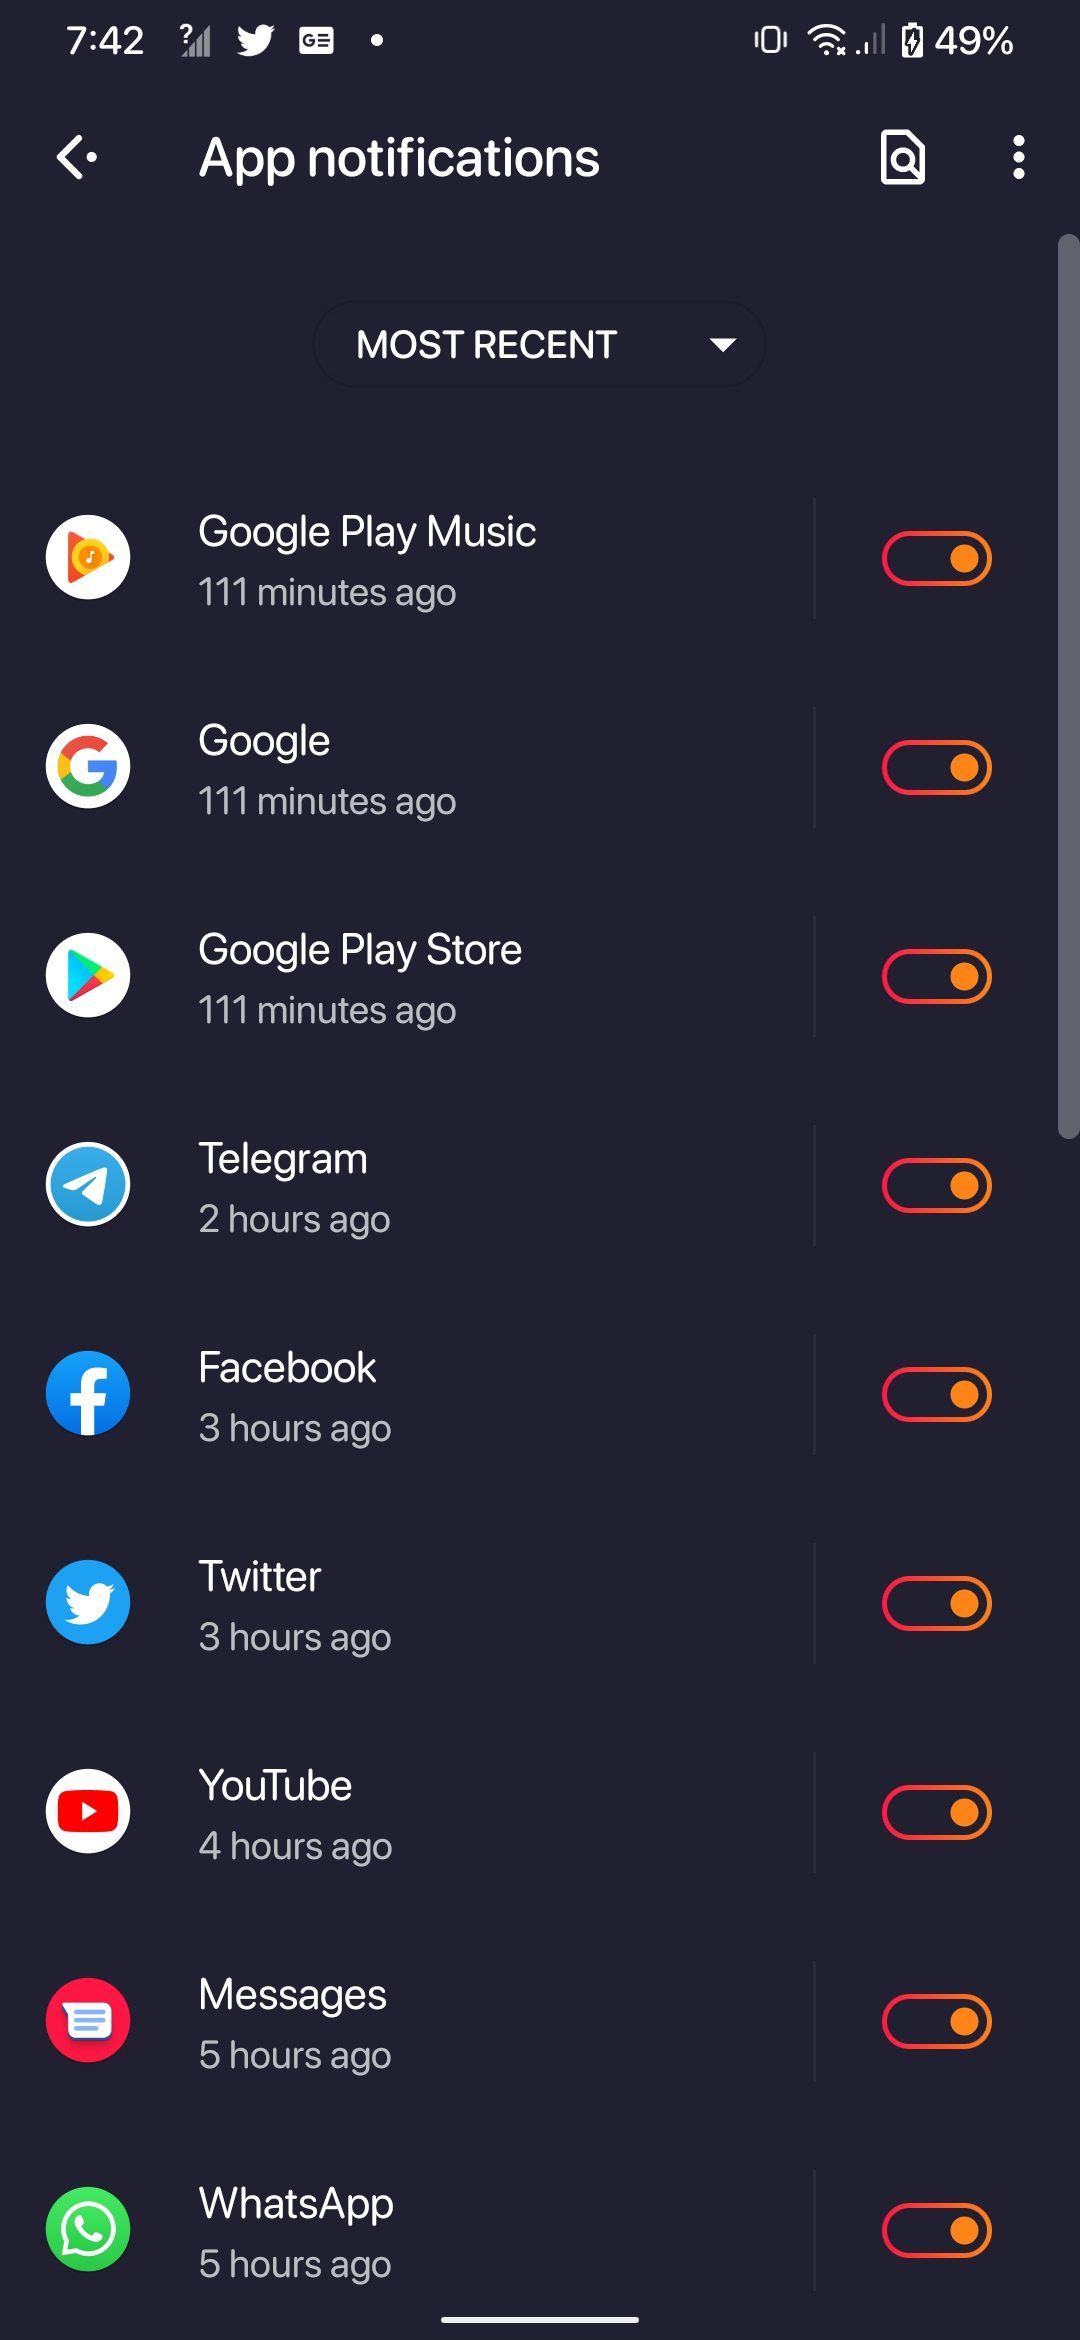 7:42 ? GE 49%
App notifications
MOST RECENT
Google Play Music
111 minutes ago
Google
111 minutes ago
Google Play Store
111 minutes ago
Telegram
2 hours ago
Facebook
3 hours ago
Twitter
3 hours ago
YouTube
4 hours ago
Messages
5 hours ago
WhatsApp
5 hours ago